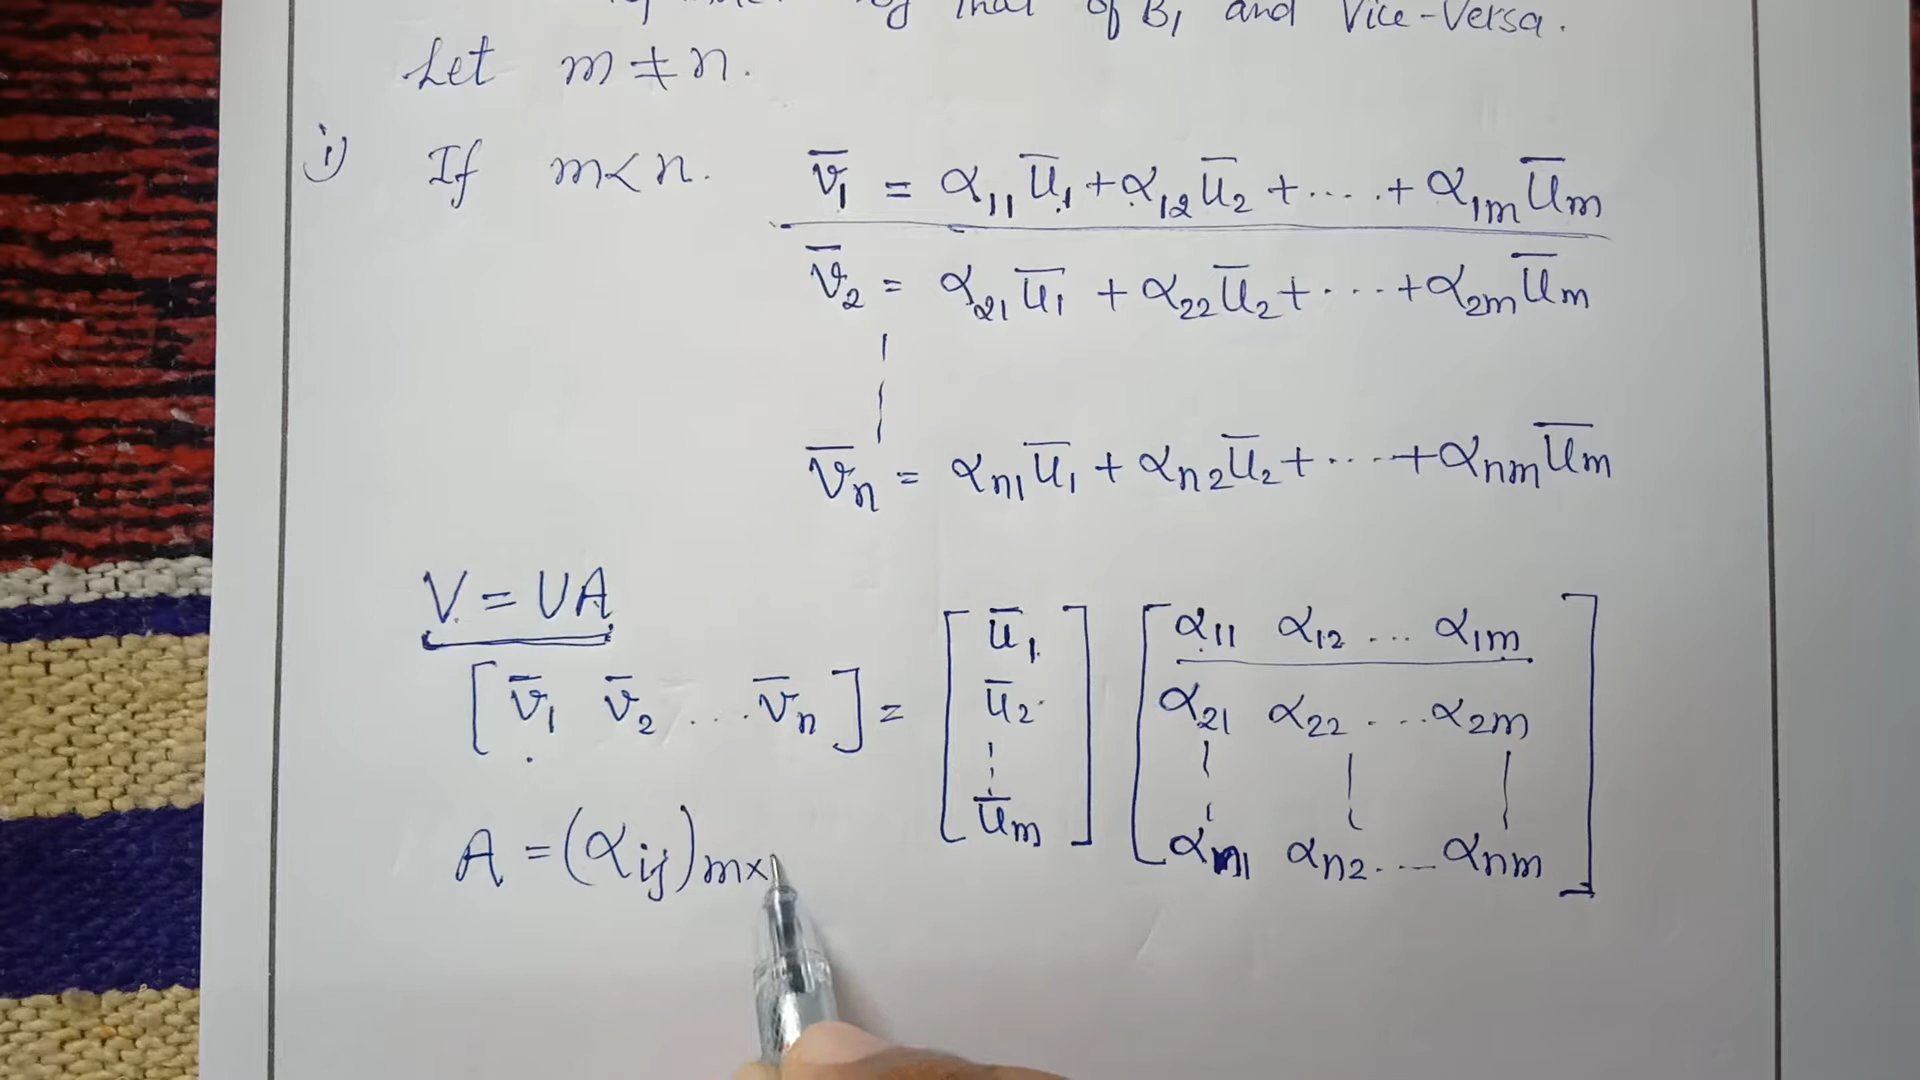 that of B₁ and Vice-Versa.
Let m ≠ n.
i) If m<n. v̄₁ = α₁₁ū₁ + α₁₂ū₂ + .... + α₁ₘūₘ
v̄₂ = α₂₁ū₁ + α₂₂ū₂ + .... + α₂ₘūₘ
v̄ₙ = αₙ₁ū₁ + αₙ₂ū₂ + .... + αₙₘūₘ
V = UA
[v̄₁ v̄₂ .... v̄ₙ] = [ū₁ ū₂ ⋮ ūₘ] [α₁₁ α₁₂ ... α₁ₘ
α₂₁ α₂₂ .... α₂ₘ
αₙ₁ αₙ₂ .... αₙₘ]
A = (αij)m×